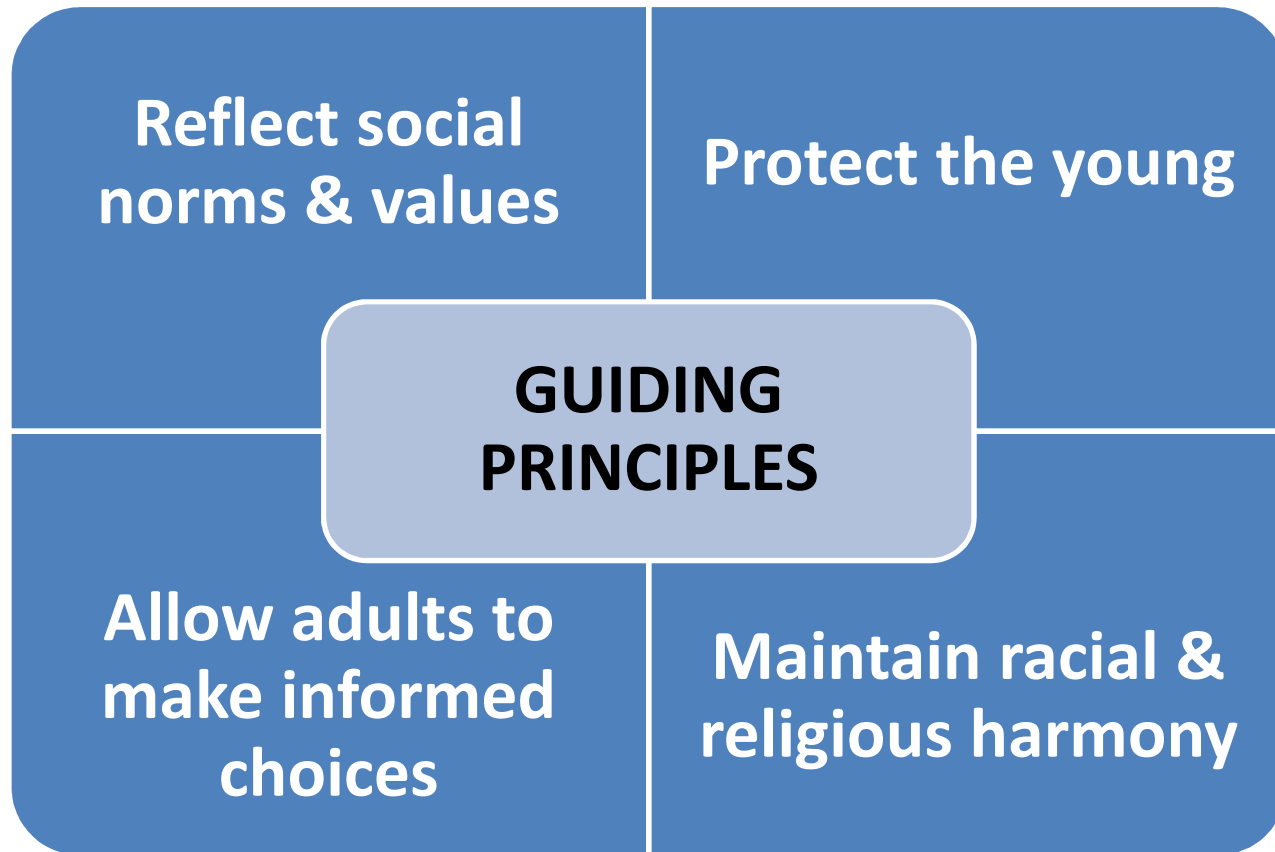 Reflect social
norms & values
Protect the young
GUIDING
PRINCIPLES
Allow adults to
make informed
choices
Maintain racial &
religious harmony